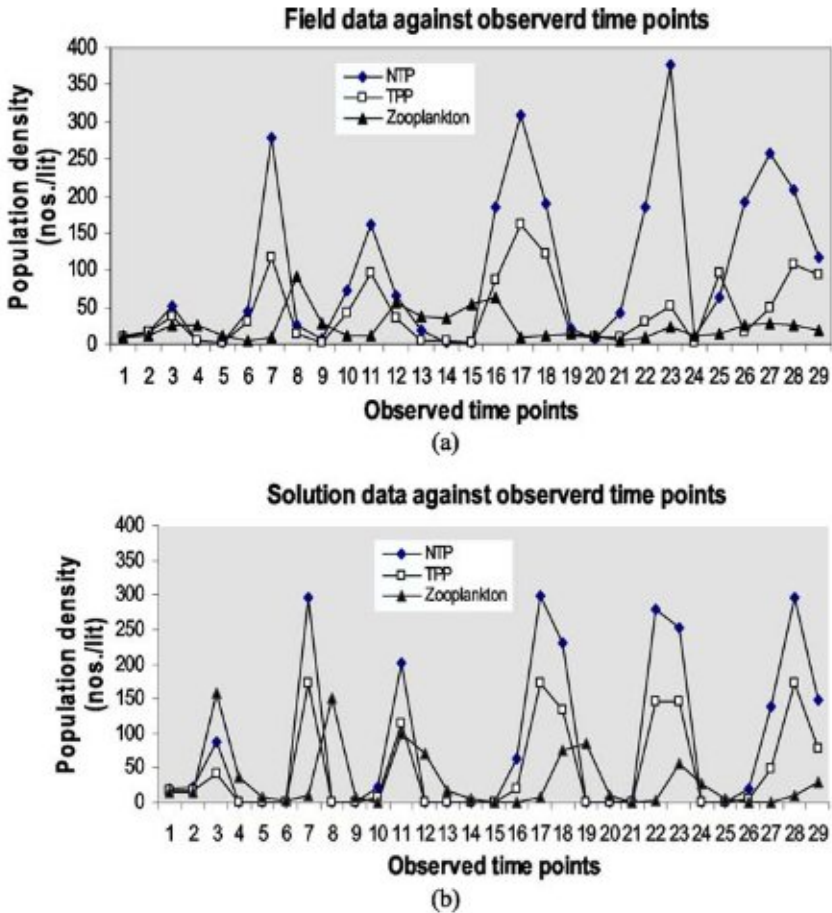 Field data against observerd time points
400
350
300
250
200
150
100
50
0
Population density
(nos./lit)
NTP
TPP
Zooplankton
1 2 3 4 5 6 7 8 9 10 11 12 13 14 15 16 17 18 19 20 21 22 23 24 25 26 27 28 29
Observed time points
(a)
Solution data against observerd time points
400
350
300
250
200
150
100
50
0
Population density
(nos./lit)
NTP
TPP
Zooplankton
1 2 3 4 5 6 7 8 9 10 11 12 13 14 15 16 17 18 19 20 21 22 23 24 25 26 27 28 29
Observed time points
(b)